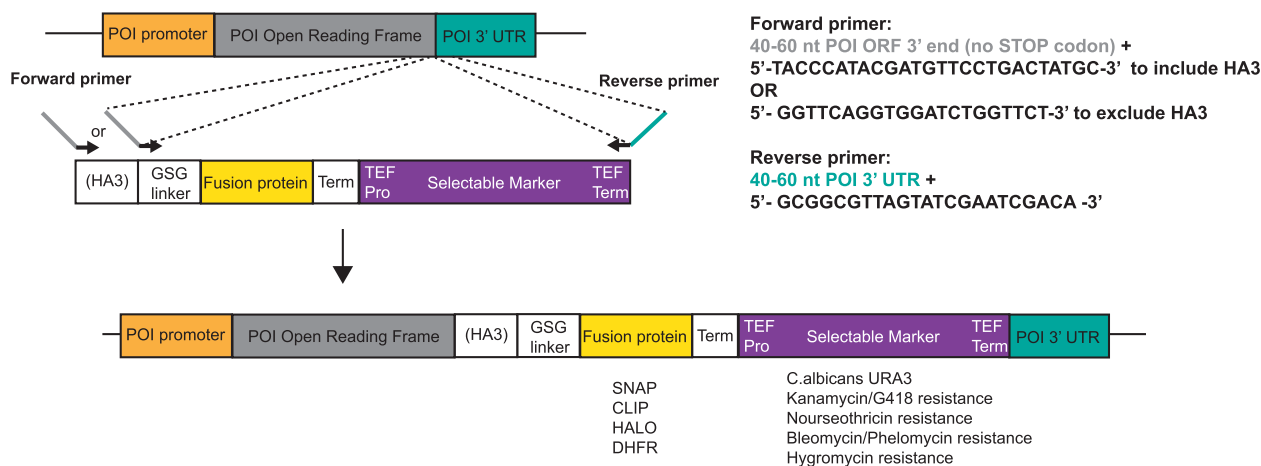 POI promoter
POI Open Reading Frame
POI 3' UTR
Forward primer
Reverse primer
or
(HA3)
GSG
linker
Fusion protein
Term
TEF
Pro
Selectable Marker
TEF
Term
Forward primer:
40-60 nt POI ORF 3' end (no STOP codon) +
5'-TACCCATACGATGTTCCTGACTATGC-3' to include HA3
OR
5'- GGTTCAGGTGGATCTGGTTCT-3' to exclude HA3
Reverse primer:
40-60 nt POI 3' UTR +
5'- GCGGCGTTAGTATCGAATCGACA -3'
POI promoter
POI Open Reading Frame
(HA3)
GSG
linker
Fusion protein
Term
TEF
Pro
Selectable Marker
TEF
Term
POI 3' UTR
SNAP
CLIP
HALO
DHFR
C.albicans URA3
Kanamycin/G418 resistance
Nourseothricin resistance
Bleomycin/Phelomycin resistance
Hygromycin resistance